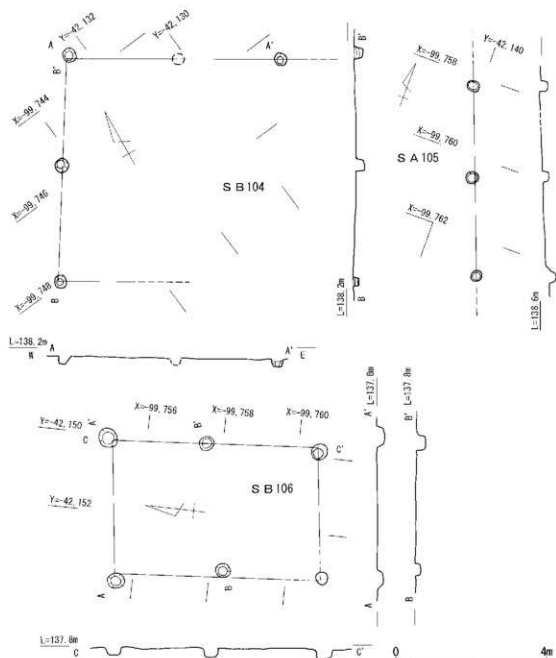 A
Y=-42,132
Y=-42,130
A'
B'
X=-99,744
X=-99,746
SB104
X=-99,748
B
B'
L=138.2m
B
X=-99,758
Y=-42,140
X=-99,760
SA105
X=-99,762
L=138.6m
L=138.2m A
W
A'
E
X=-99,756
X=-99,758
X=-99,760
Y=-42,150
A'
C
B'
C'
SB106
Y=-42,152
A
B
A' L=137.8m
B' L=137.8m
A
B
L=137.8m
C
C'
0
4m